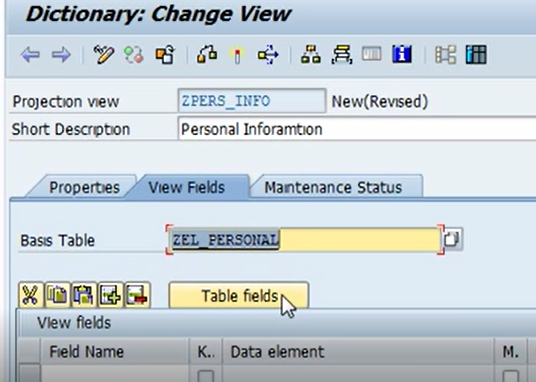 Dictionary: Change View
Projection view ZPERS_INFO New(Revised)
Short Description Personal Inforamtion
Properties View Fields Maintenance Status
Basis Table ZEL_PERSONAL
Table fields
View fields
Field Name K.. Data element M.